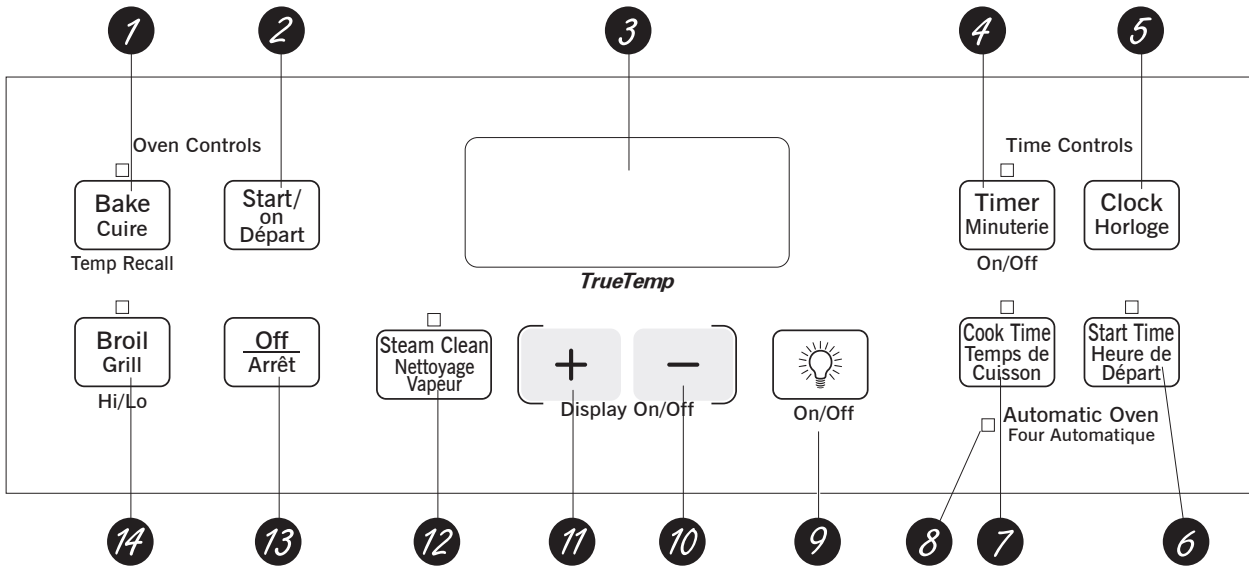 1
2
3
4
5
Oven Controls
Time Controls
Bake
Cuire
Start/
on
Départ
Timer
Minuterie
Clock
Horloge
Temp Recall
TrueTemp
On/Off
Broil
Grill
Off
Arrêt
Steam Clean
Nettoyage
Vapeur
+
−
Cook Time
Temps de
Cuisson
Start Time
Heure de
Départ
Hi/Lo
Display On/Off
On/Off
Automatic Oven
Four Automatique
14
13
12
11
10
9
8
7
6